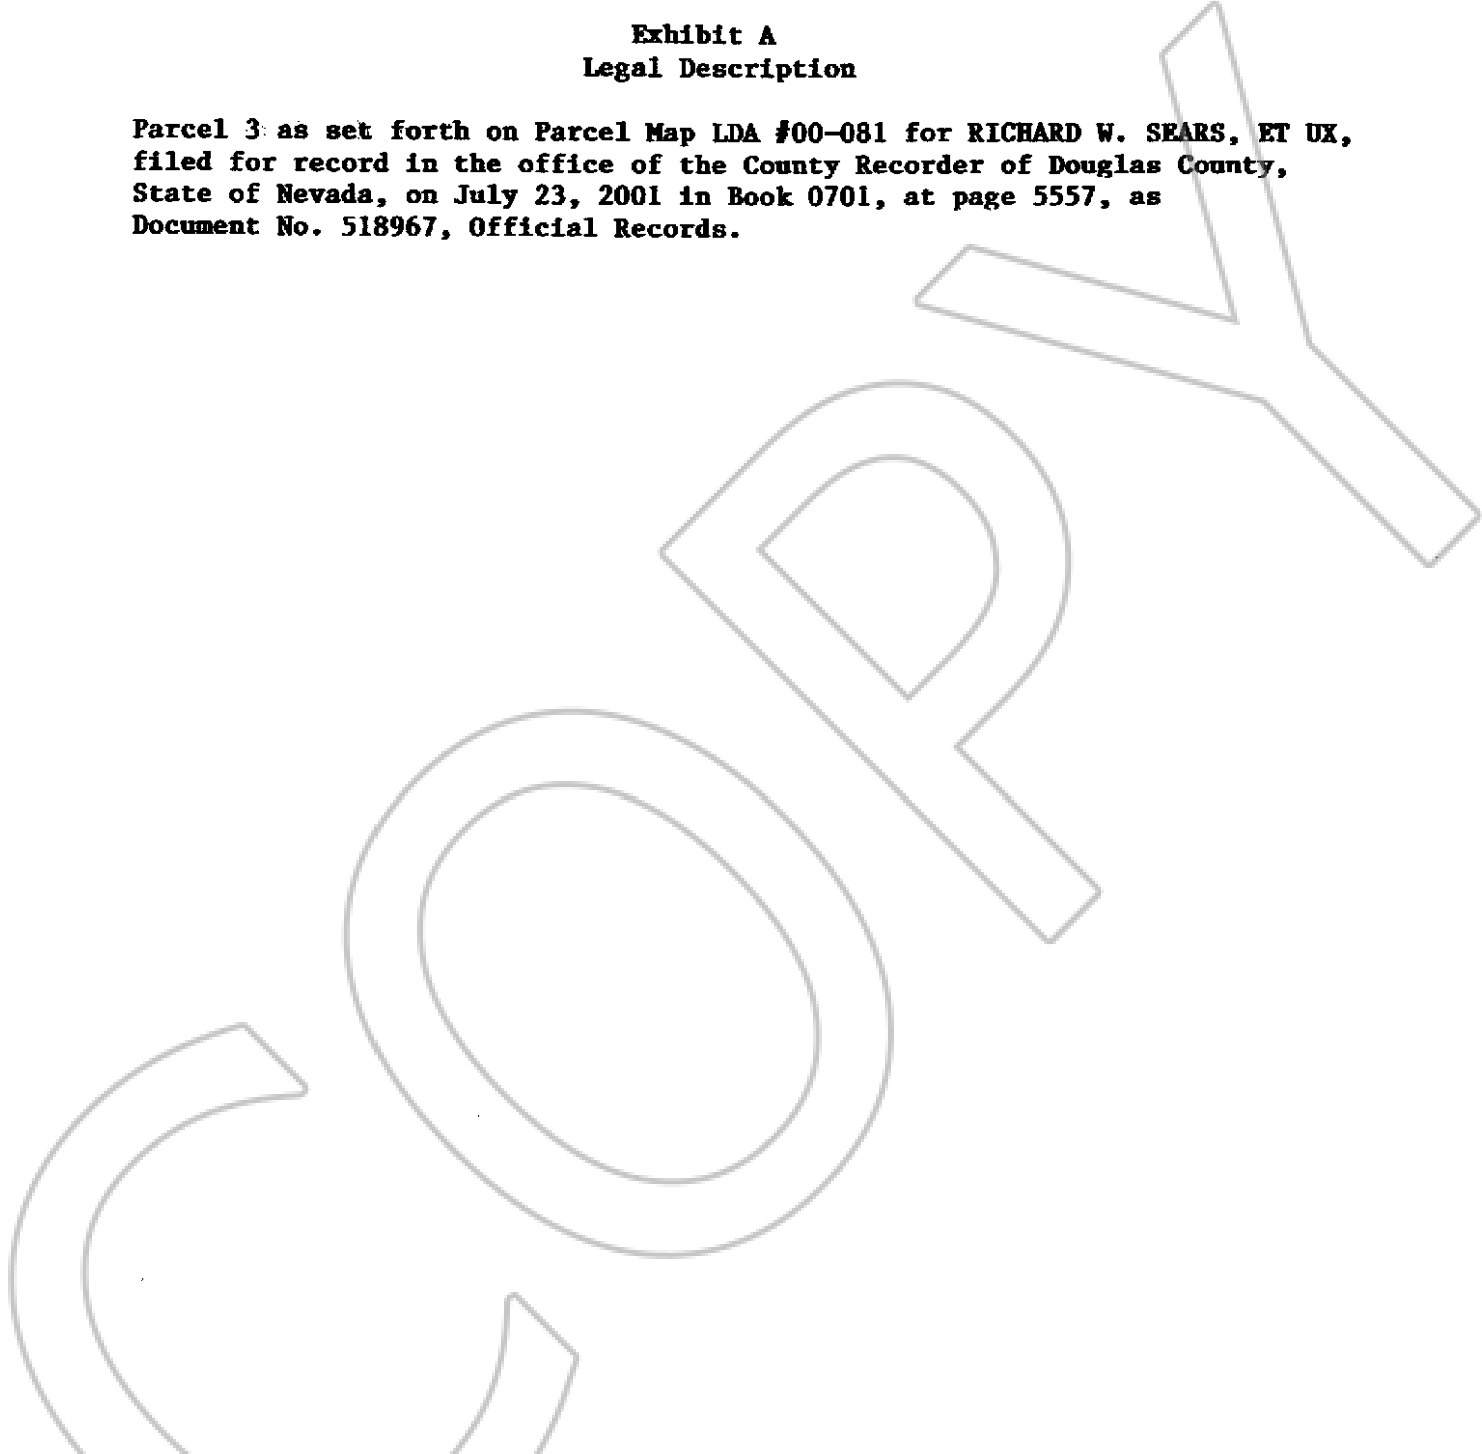 Exhibit A
Legal Description
Parcel 3 as set forth on Parcel Map LDA #00-081 for RICHARD W. SEARS, ET UX,
filed for record in the office of the County Recorder of Douglas County,
State of Nevada, on July 23, 2001 in Book 0701, at page 5557, as
Document No. 518967, Official Records.
COPY